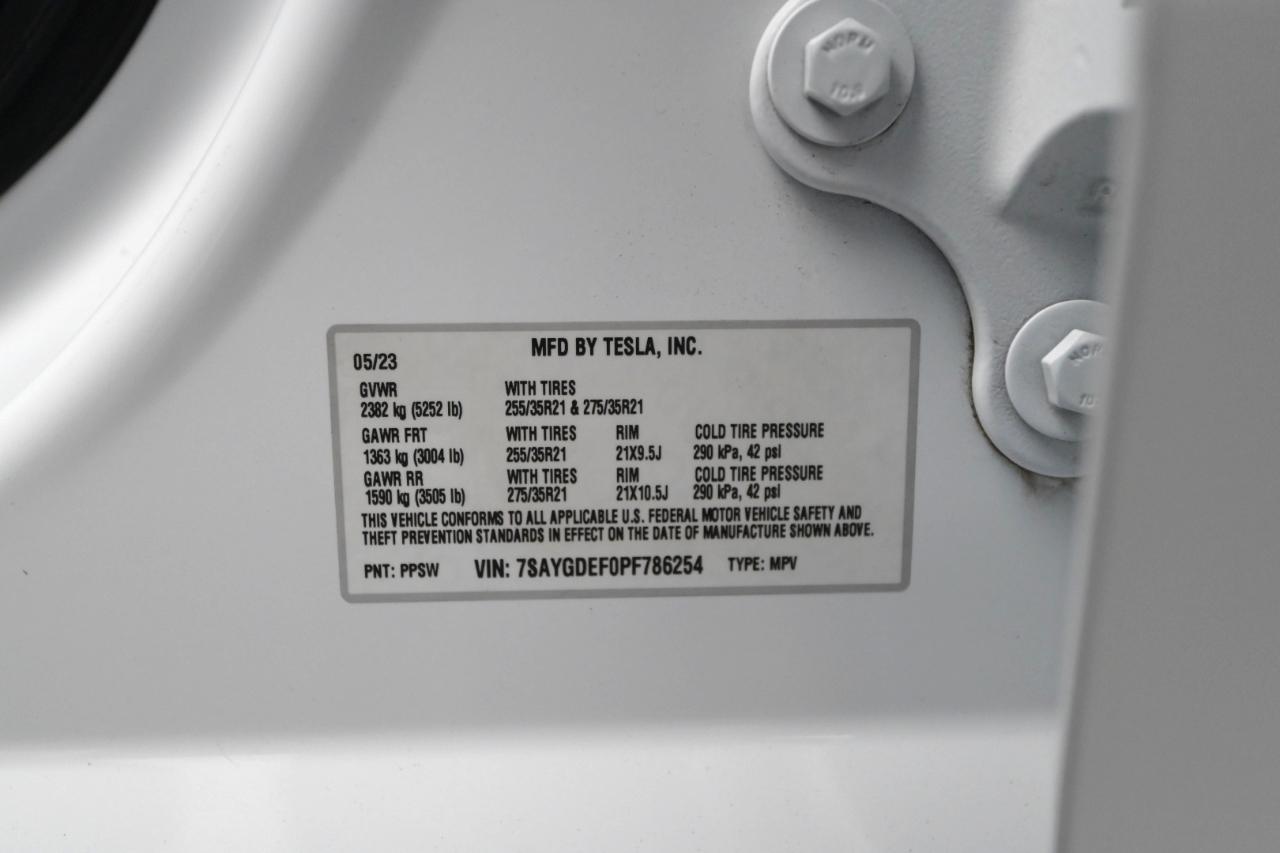 MFD BY TESLA, INC.
05/23
GVWR WITH TIRES
2382 kg (5252 lb) 255/35R21 & 275/35R21
GAWR FRT WITH TIRES RIM COLD TIRE PRESSURE
1363 kg (3004 lb) 255/35R21 21X9.5J 290 kPa, 42 psi
GAWR RR WITH TIRES RIM COLD TIRE PRESSURE
1590 kg (3505 lb) 275/35R21 21X10.5J 290 kPa, 42 psi
THIS VEHICLE CONFORMS TO ALL APPLICABLE U.S. FEDERAL MOTOR VEHICLE SAFETY AND
THEFT PREVENTION STANDARDS IN EFFECT ON THE DATE OF MANUFACTURE SHOWN ABOVE.
PNT: PPSW VIN: 7SAYGDEF0PF786254 TYPE: MPV